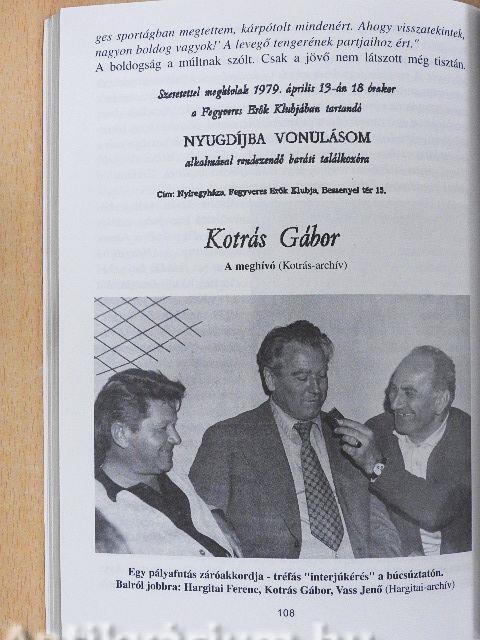 ges sportágban megtettem, kárpótolt mindenért. Ahogy visszatekintek,
nagyon boldog vagyok!' A levegő tengerének partjaihoz ért."
A boldogság a múltnak szólt. Csak a jövő nem látszott még tisztán.
Szeretettel meghívlak 1979. április 13-án 18 órakor
a Fegyveres Erők Klubjában tartandó
NYUGDÍJBA VONULÁSOM
alkalmásal rendezendő baráti találkozóra
Cím: Nyíregyháza, Fegyveres Erők Klubja, Bessenyei tér 15.
Kotrás Gábor
A meghívó (Kotrás-archív)
Egy pályafutás záróakkordja - tréfás "interjúkérés" a búcsúztatón.
Balról jobbra: Hargitai Ferenc, Kotrás Gábor, Vass Jenő (Hargitai-archív)
108
Antikvarium.hu